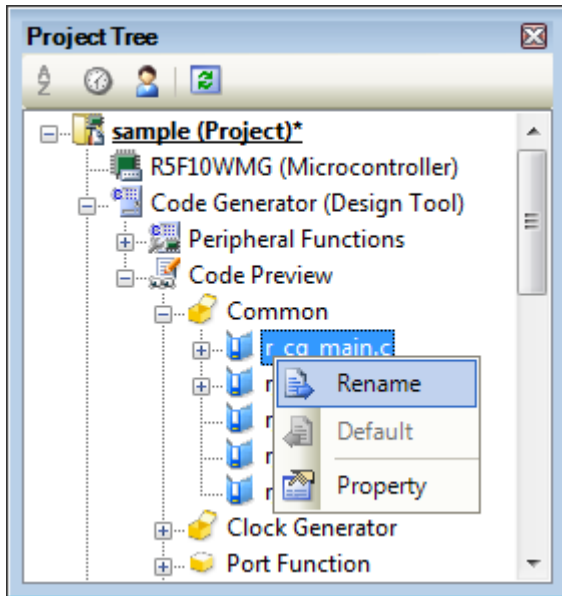 Project Tree
A
Z
sample (Project)*
R5F10WMG (Microcontroller)
Code Generator (Design Tool)
Peripheral Functions
Code Preview
Common
r_cg_main.c
r
Rename
r
Default
r
r
Property
Clock Generator
Port Function